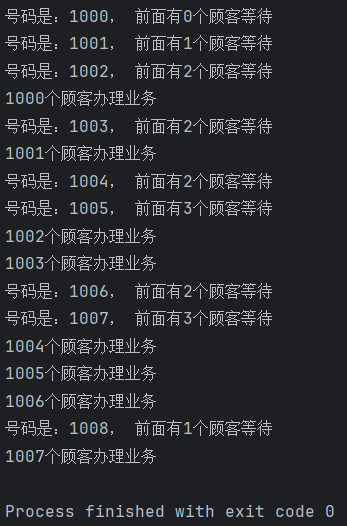 号码是：1000， 前面有0个顾客等待
号码是：1001， 前面有1个顾客等待
号码是：1002， 前面有2个顾客等待
1000个顾客办理业务
号码是：1003， 前面有2个顾客等待
1001个顾客办理业务
号码是：1004， 前面有2个顾客等待
号码是：1005， 前面有3个顾客等待
1002个顾客办理业务
1003个顾客办理业务
号码是：1006， 前面有2个顾客等待
号码是：1007， 前面有3个顾客等待
1004个顾客办理业务
1005个顾客办理业务
1006个顾客办理业务
号码是：1008， 前面有1个顾客等待
1007个顾客办理业务
Process finished with exit code 0